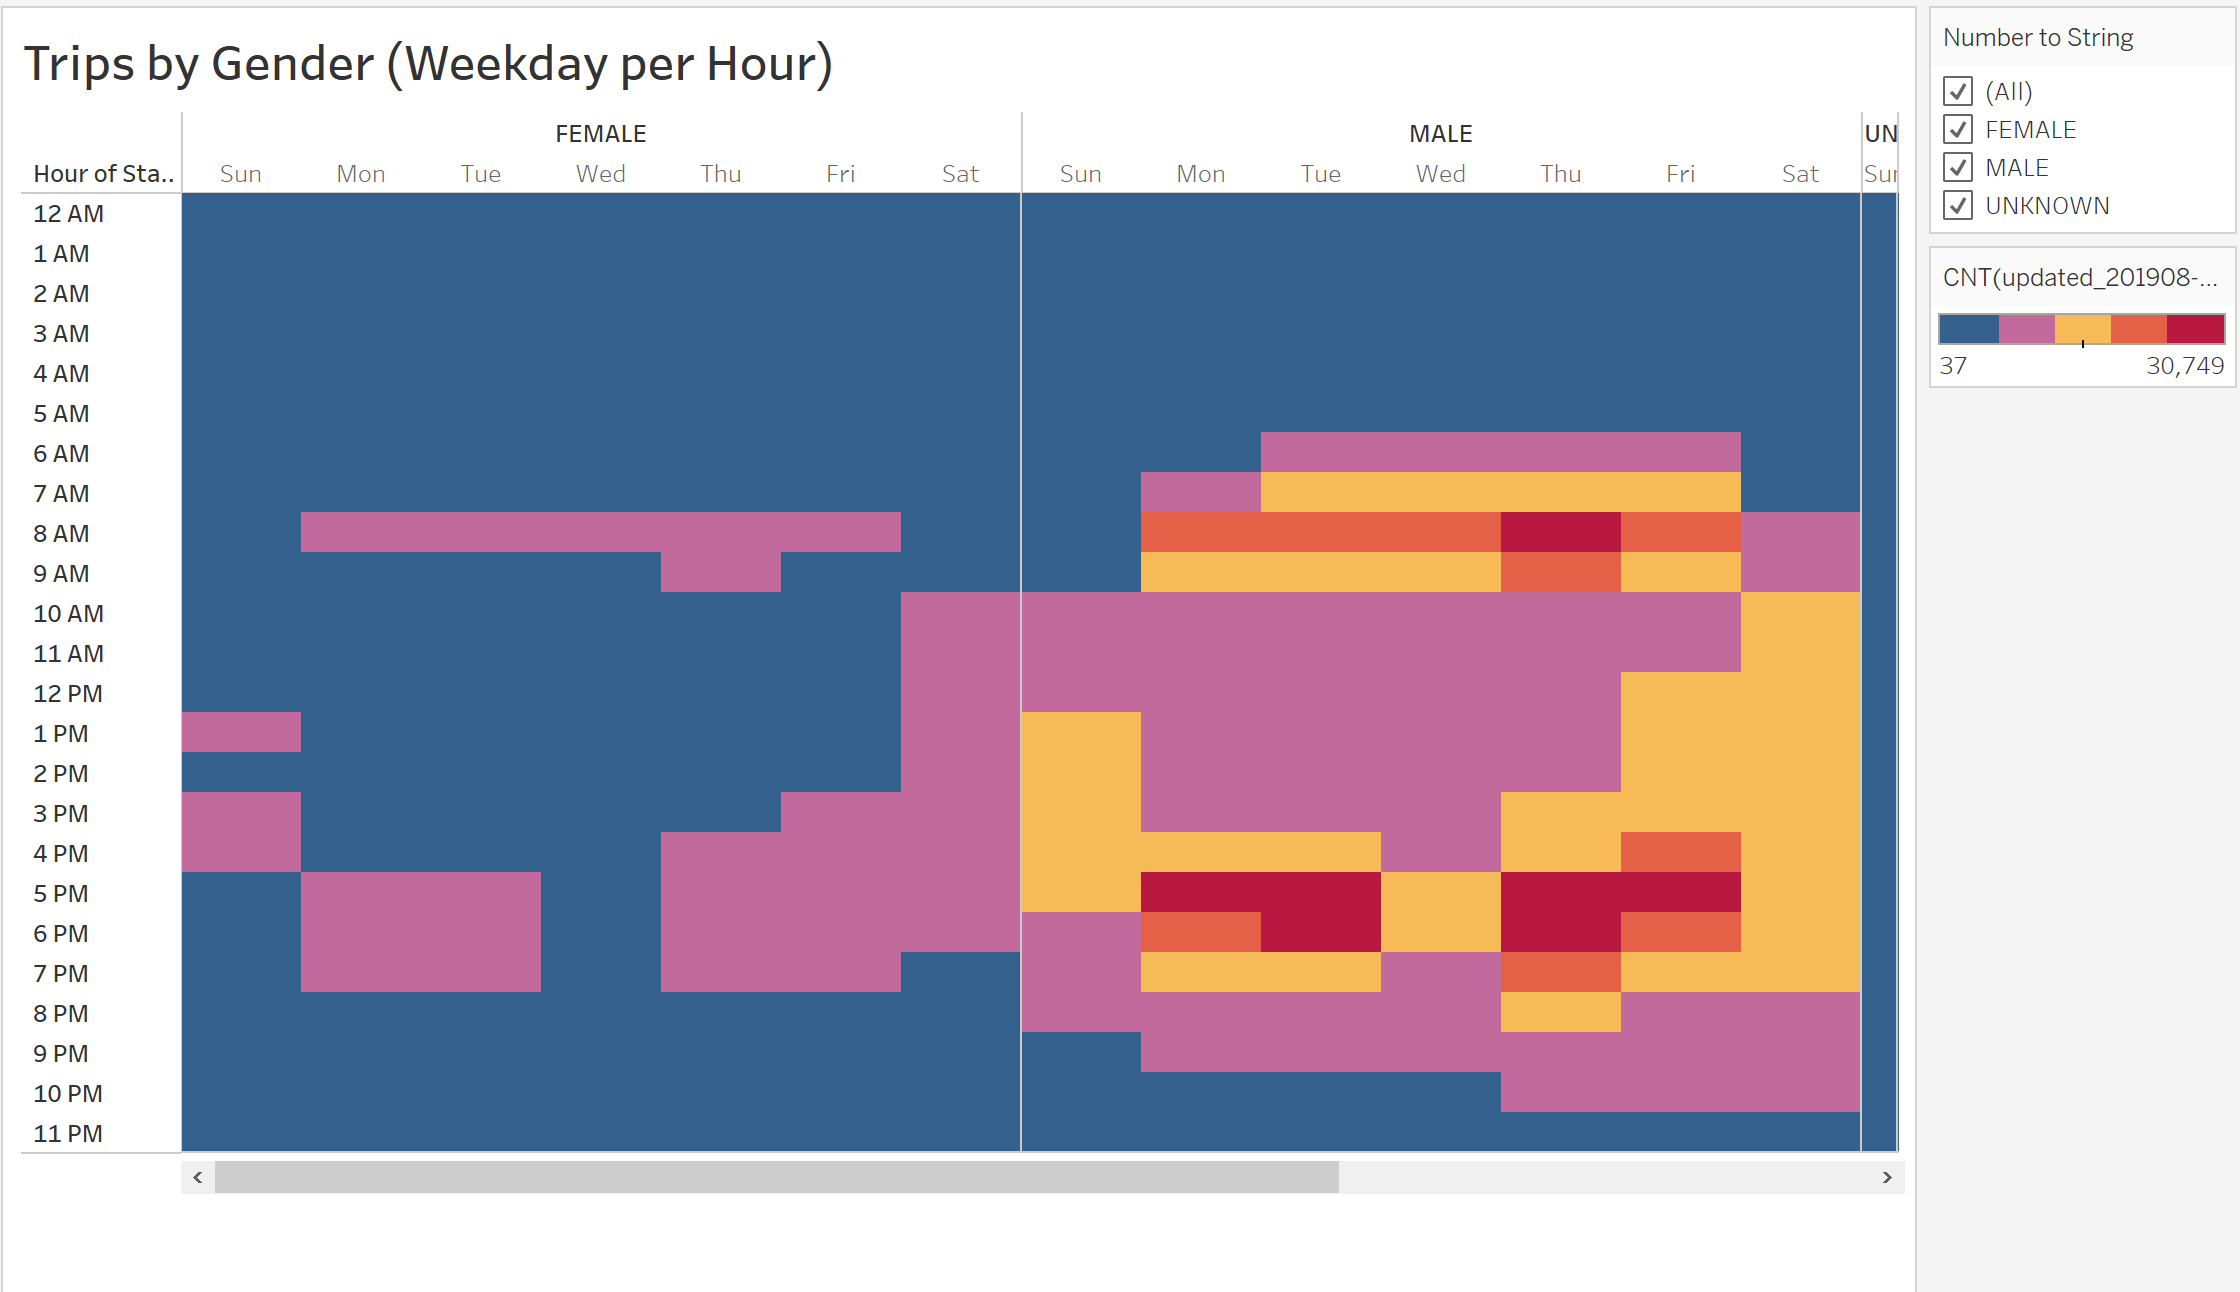 Trips by Gender (Weekday per Hour)
FEMALE MALE UN
Hour of Sta.. Sun Mon Tue Wed Thu Fri Sat Sun Mon Tue Wed Thu Fri Sat Sun
12 AM
1 AM
2 AM
3 AM
4 AM
5 AM
6 AM
7 AM
8 AM
9 AM
10 AM
11 AM
12 PM
1 PM
2 PM
3 PM
4 PM
5 PM
6 PM
7 PM
8 PM
9 PM
10 PM
11 PM
Number to String
(All)
FEMALE
MALE
UNKNOWN
CNT(updated_201908-...
37 30,749